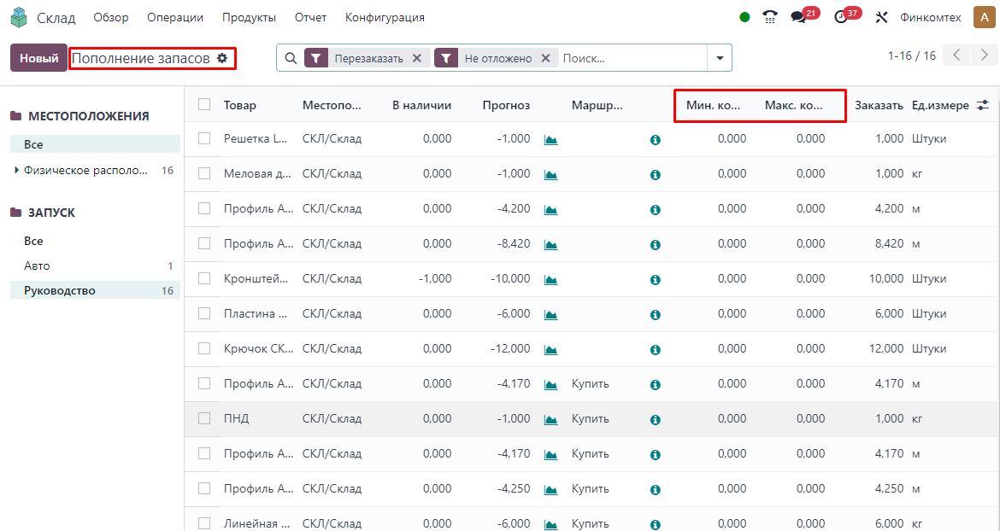 Склад Обзор Операции Продукты Отчет Конфигурация 21 37 Финкомтех A
Новый Пополнение запасов Перезаказать Не отложено Поиск... 1-16 / 16
МЕСТОПОЛОЖЕНИЯ
Все
Физическое располо... 16
ЗАПУСК
Все
Авто 1
Руководство 16
Товар Местопо... В наличии Прогноз Маршр... Мин. ко... Макс. ко... Заказать Ед.измере
Решетка L... СКЛ/Склад 0,000 -1,000 0,000 0,000 1,000 Штуки
Меловая д... СКЛ/Склад 0,000 -1,000 0,000 0,000 1,000 кг
Профиль А... СКЛ/Склад 0,000 -4,200 0,000 0,000 4,200 м
Профиль А... СКЛ/Склад 0,000 -8,420 0,000 0,000 8,420 м
Кронштей... СКЛ/Склад -1,000 -10,000 0,000 0,000 10,000 Штуки
Пластина ... СКЛ/Склад 0,000 -6,000 0,000 0,000 6,000 Штуки
Крючок СК... СКЛ/Склад 0,000 -12,000 0,000 0,000 12,000 Штуки
Профиль А... СКЛ/Склад 0,000 -4,170 Купить 0,000 0,000 4,170 м
ПНД СКЛ/Склад 0,000 -1,000 Купить 0,000 0,000 1,000 кг
Профиль А... СКЛ/Склад 0,000 -4,170 Купить 0,000 0,000 4,170 м
Профиль А... СКЛ/Склад 0,000 -4,250 Купить 0,000 0,000 4,250 м
Линейная ... СКЛ/Склад 0,000 -6,000 Купить 0,000 0,000 6,000 кг